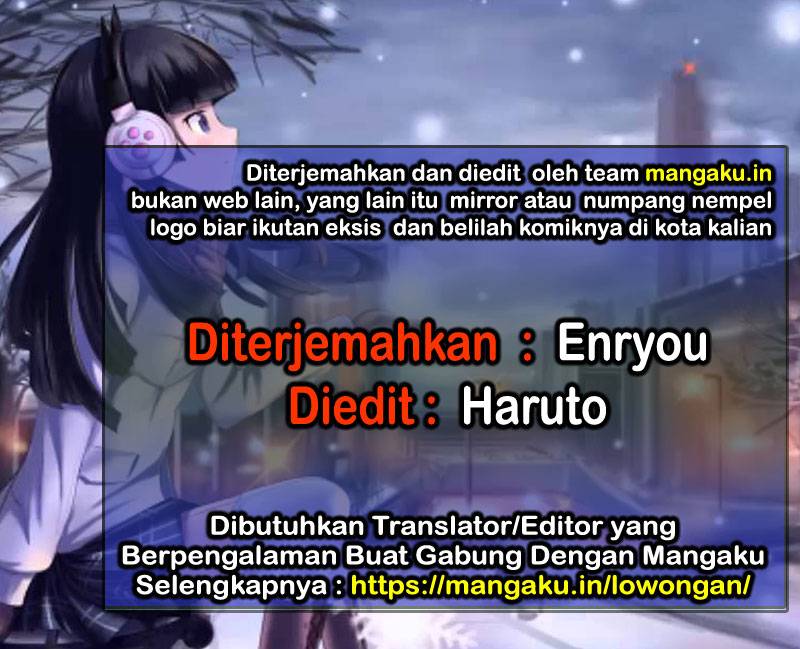 Diterjemahkan dan diedit oleh team mangaku.in
bukan web lain, yang lain itu mirror atau numpang nempel
logo biar ikutan eksis dan belilah komiknya di kota kalian
Diterjemahkan : Enryou
Diedit : Haruto
Dibutuhkan Translator/Editor yang
Berpengalaman Buat Gabung Dengan Mangaku
Selengkapnya : https://mangaku.in/lowongan/